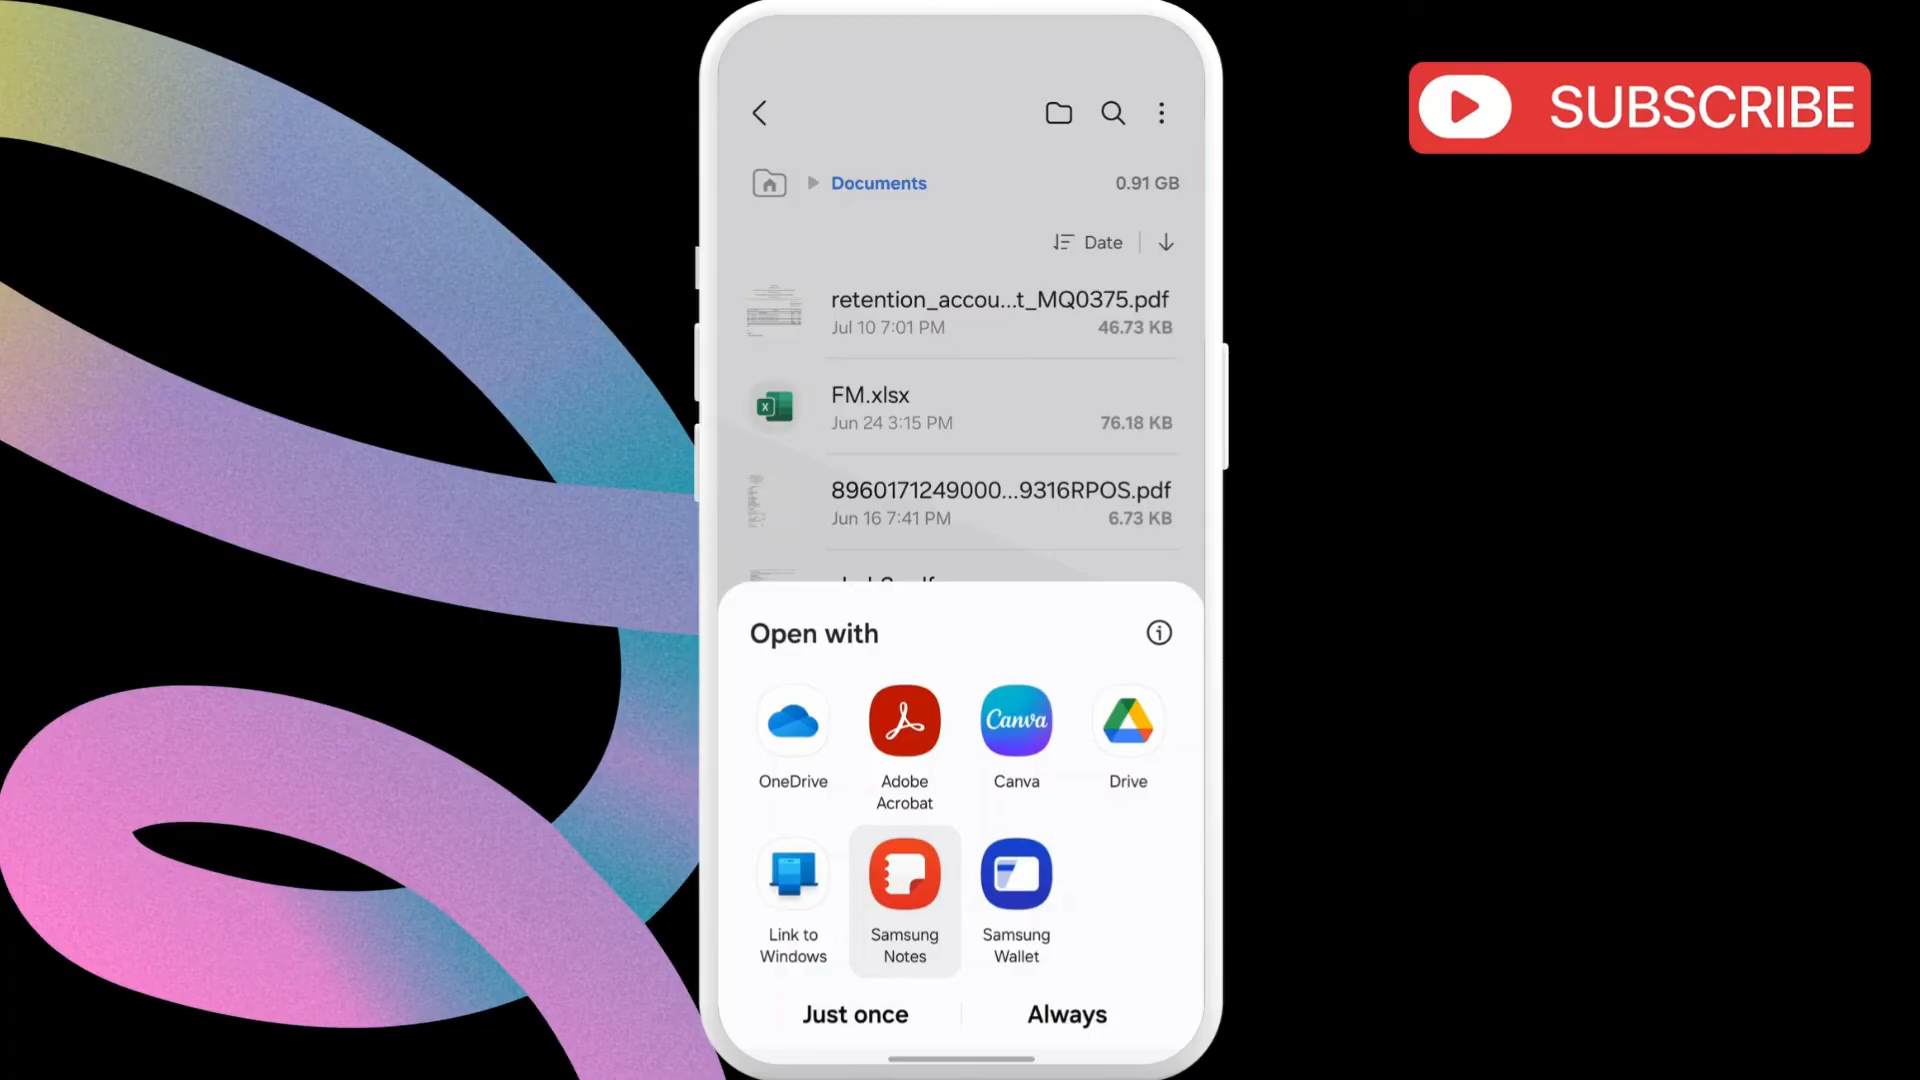 SUBSCRIBE
Documents
0.91 GB
Date
retention_accou...t_MQ0375.pdf
Jul 10 7:01 PM
46.73 KB
FM.xlsx
Jun 24 3:15 PM
76.18 KB
8960171249000...9316RPOS.pdf
Jun 16 7:41 PM
6.73 KB
Open with
OneDrive
Adobe
Acrobat
Canva
Canva
Drive
Link to
Windows
Samsung
Notes
Samsung
Wallet
Just once
Always